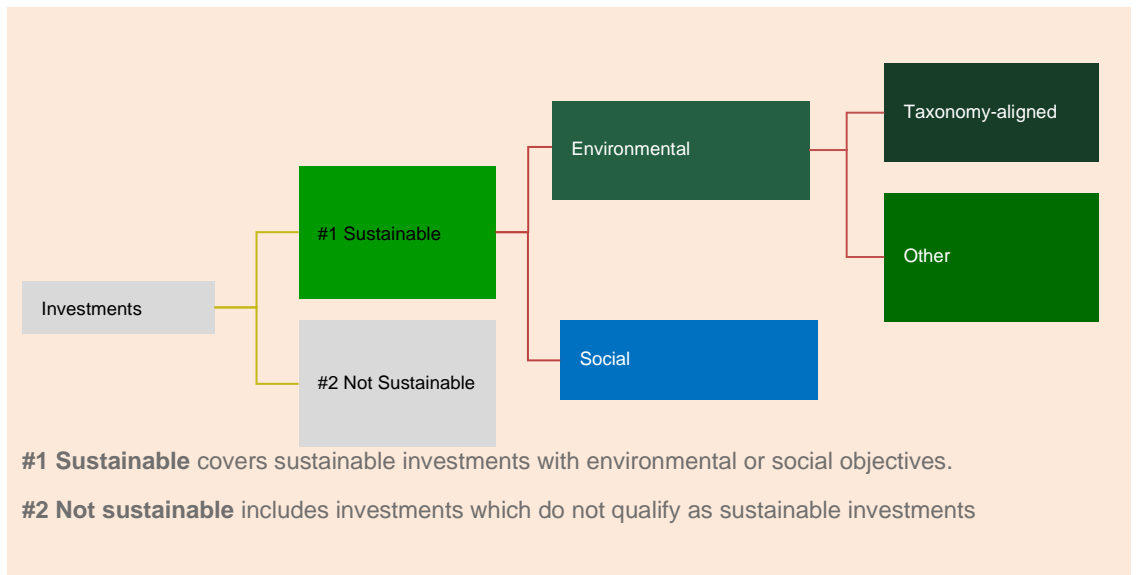 Taxonomy-aligned
Environmental
#1 Sustainable
Other
Investments
Social
#2 Not Sustainable
#1 Sustainable covers sustainable investments with environmental or social objectives.
#2 Not sustainable includes investments which do not qualify as sustainable investments